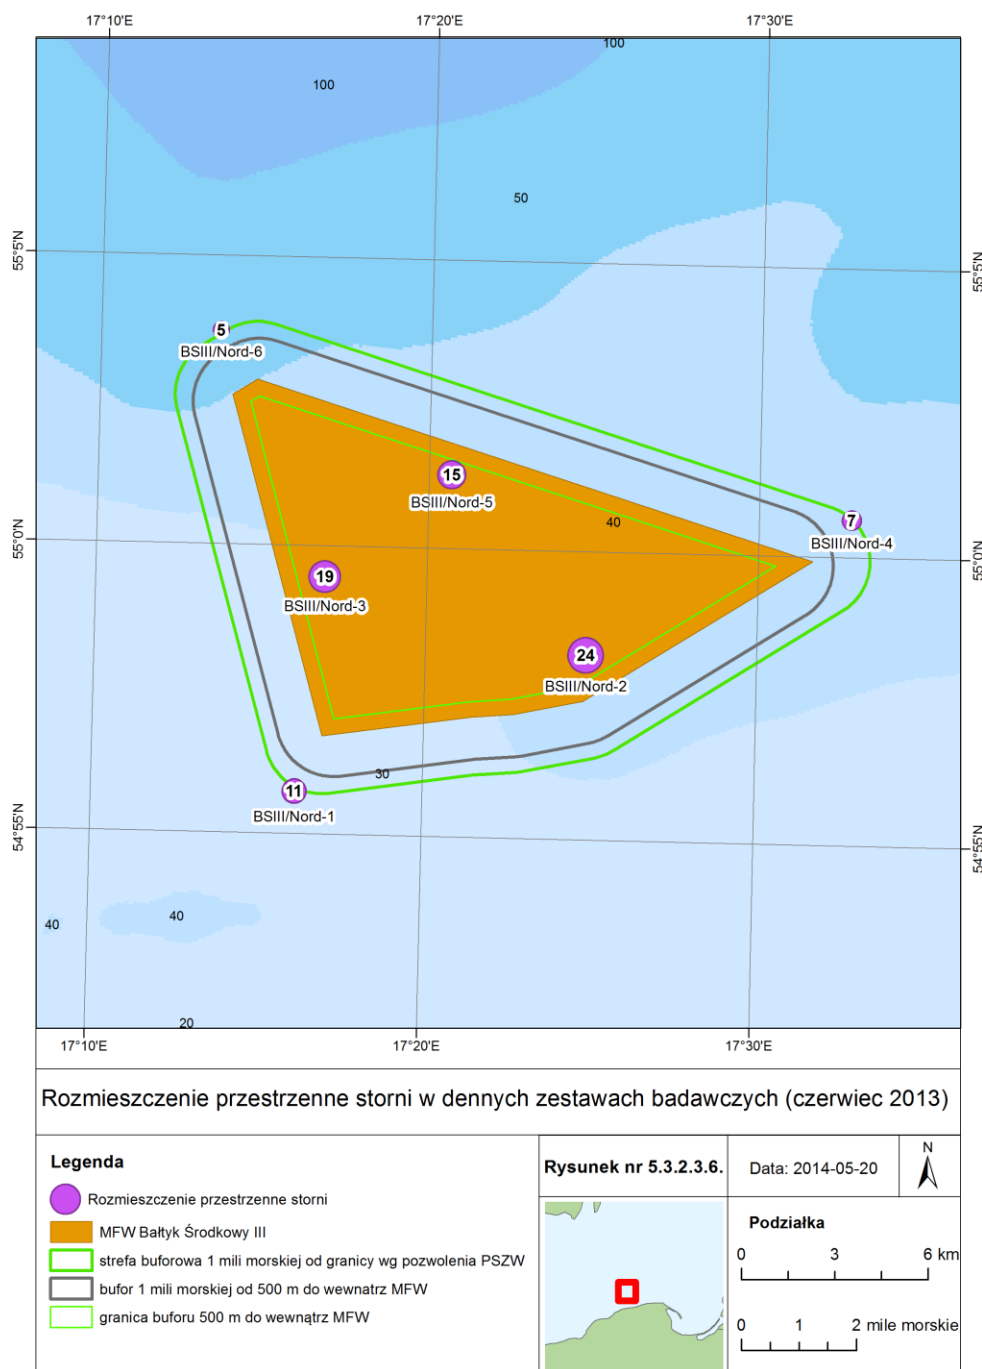 17°10'E
17°20'E
17°30'E
100
100
50
55°5'N
55°5'N
5
BSIII/Nord-6
15
BSIII/Nord-5
40
7
BSIII/Nord-4
55°0'N
55°0'N
19
BSIII/Nord-3
24
BSIII/Nord-2
30
11
BSIII/Nord-1
54°55'N
54°55'N
40
40
20
17°10'E
17°20'E
17°30'E
Rozmieszczenie przestrzenne storni w dennych zestawach badawczych (czerwiec 2013)
Legenda
Rozmieszczenie przestrzenne storni
MFW Bałtyk Środkowy III
strefa buforowa 1 mili morskiej od granicy wg pozwolenia PSZW
bufor 1 mili morskiej od 500 m do wewnatrz MFW
granica buforu 500 m do wewnątrz MFW
Rysunek nr 5.3.2.3.6.
Data: 2014-05-20
N
Podziałka
0 3 6 km
0 1 2 mile morskie